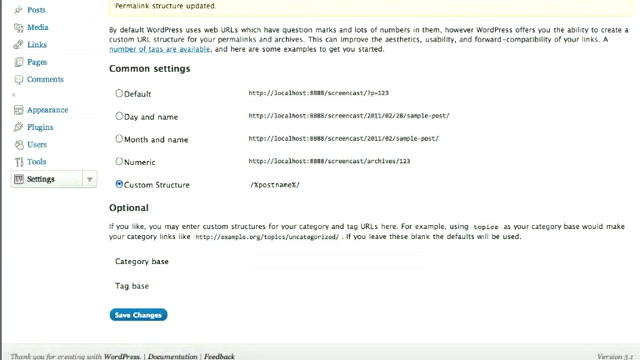 Posts
Media
Links
Pages
Comments
Appearance
Plugins
Users
Tools
Settings
Permalink structure updated.
By default WordPress uses web URLs which have question marks and lots of numbers in them, however WordPress offers you the ability to create a
custom URL structure for your permalinks and archives. This can improve the aesthetics, usability, and forward-compatibility of your links. A
number of tags are available, and here are some examples to get you started.
Common settings
Default http://localhost:8888/screencast/?p=123
Day and name http://localhost:8888/screencast/2011/02/28/sample-post/
Month and name http://localhost:8888/screencast/2011/02/sample-post/
Numeric http://localhost:8888/screencast/archives/123
Custom Structure /%postname%/
Optional
If you like, you may enter custom structures for your category and tag URLs here. For example, using topics as your category base would make
your category links like http://example.org/topics/uncategorized/ . If you leave these blank the defaults will be used.
Category base
Tag base
Save Changes
Thank you for creating with WordPress. | Documentation | Feedback Version 3.1